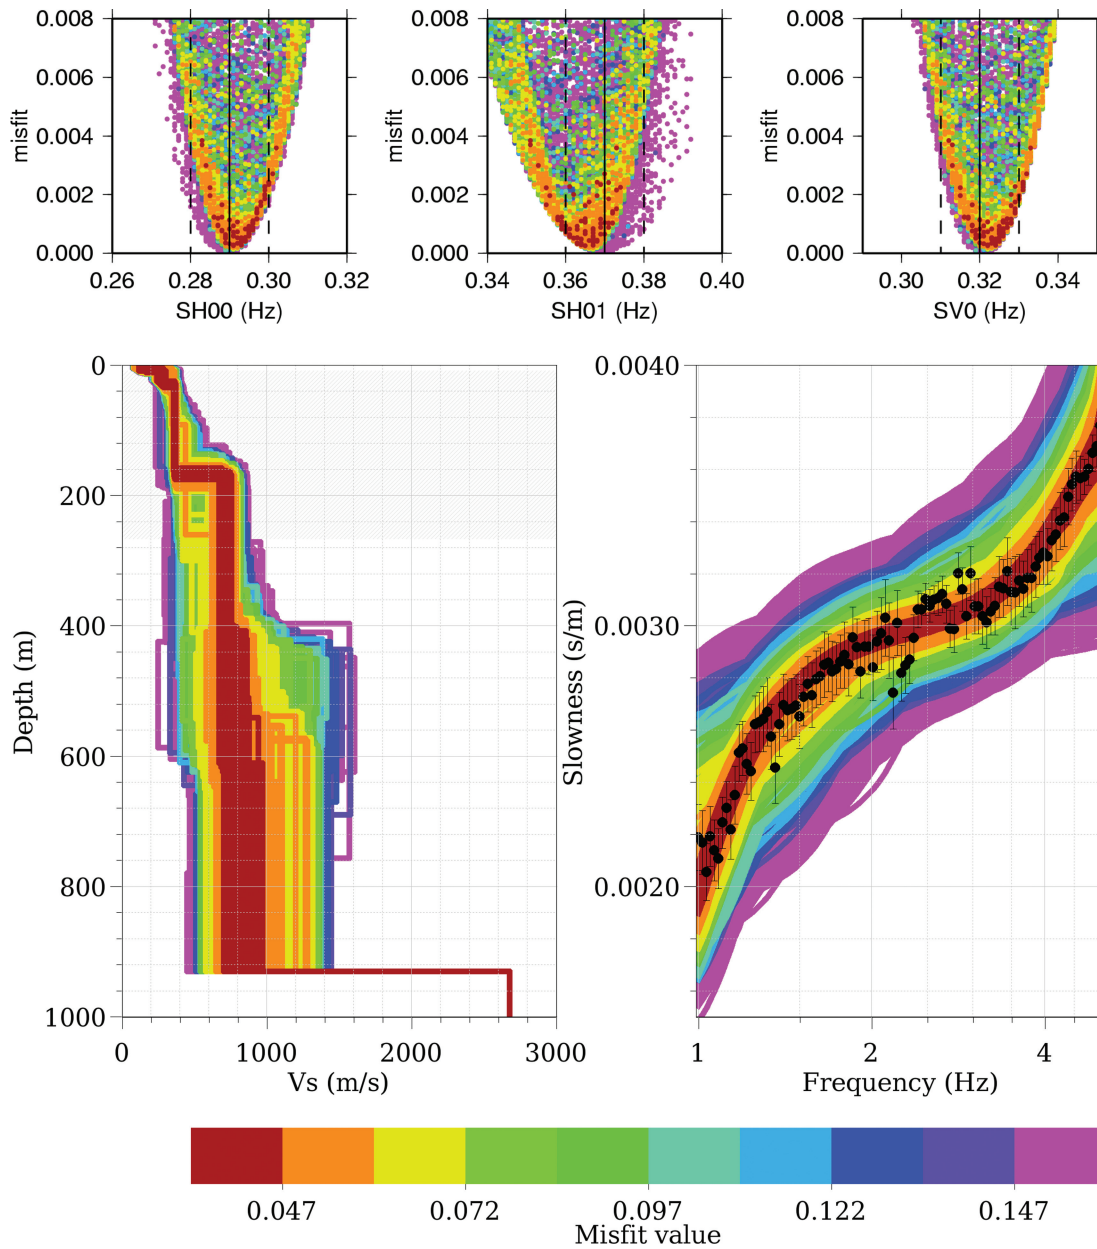 0.008 0.008 0.008
0.006 0.006 0.006
0.004 0.004 0.004
0.002 0.002 0.002
0.000 0.000 0.000
misfit misfit misfit
0.26 0.28 0.30 0.32 0.34 0.36 0.38 0.40 0.30 0.32 0.34
SH00 (Hz) SH01 (Hz) SV0 (Hz)
0 0.0040
200
400 0.0030
600
800 0.0020
1000
Depth (m) Slowness (s/m)
0 1000 2000 3000 1 2 4
Vs (m/s) Frequency (Hz)
0.047 0.072 0.097 0.122 0.147
Misfit value